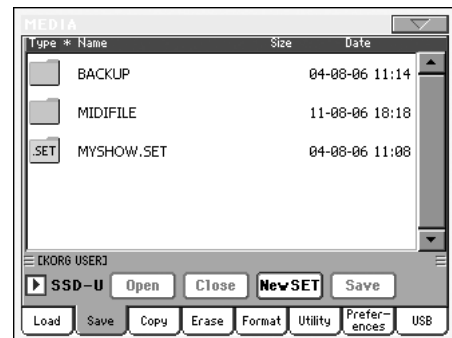 MEDIA
Type * Name Size Date
BACKUP 04-08-06 11:14
MIDIFILE 11-08-06 18:18
.SET MYSHOW.SET 04-08-06 11:08
[KORG USER]
SSD-U Open Close New SET Save
Load Save Copy Erase Format Utility Prefer-ences USB